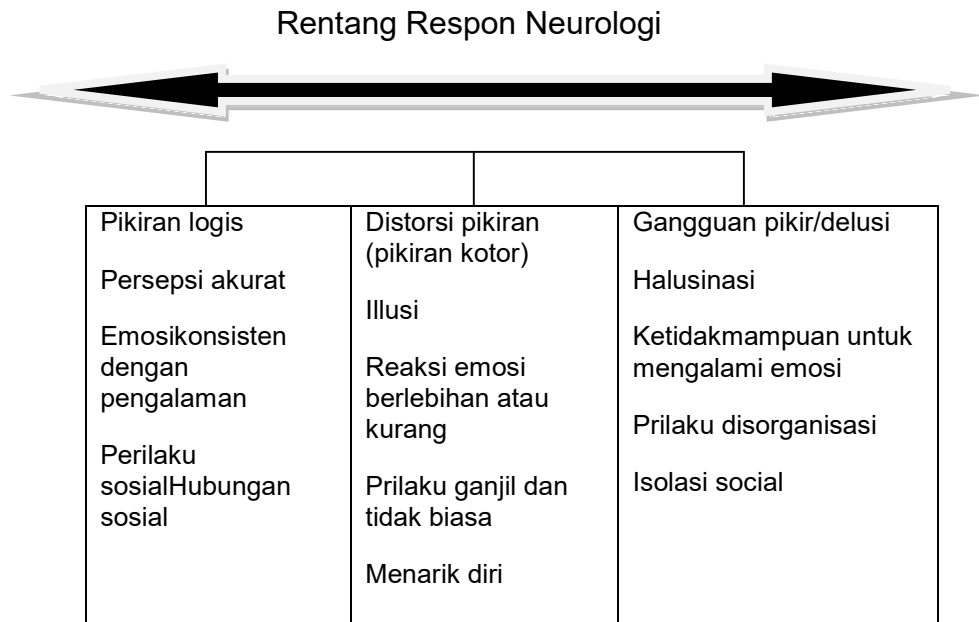 Rentang Respon Neurologi
Pikiran logis
Persepsi akurat
Emosikonsisten
dengan
pengalaman
Perilaku
sosialHubungan
sosial
Distorsi pikiran
(pikiran kotor)
Illusi
Reaksi emosi
berlebihan atau
kurang
Prilaku ganjil dan
tidak biasa
Menarik diri
Gangguan pikir/delusi
Halusinasi
Ketidakmampuan untuk
mengalami emosi
Prilaku disorganisasi
Isolasi social